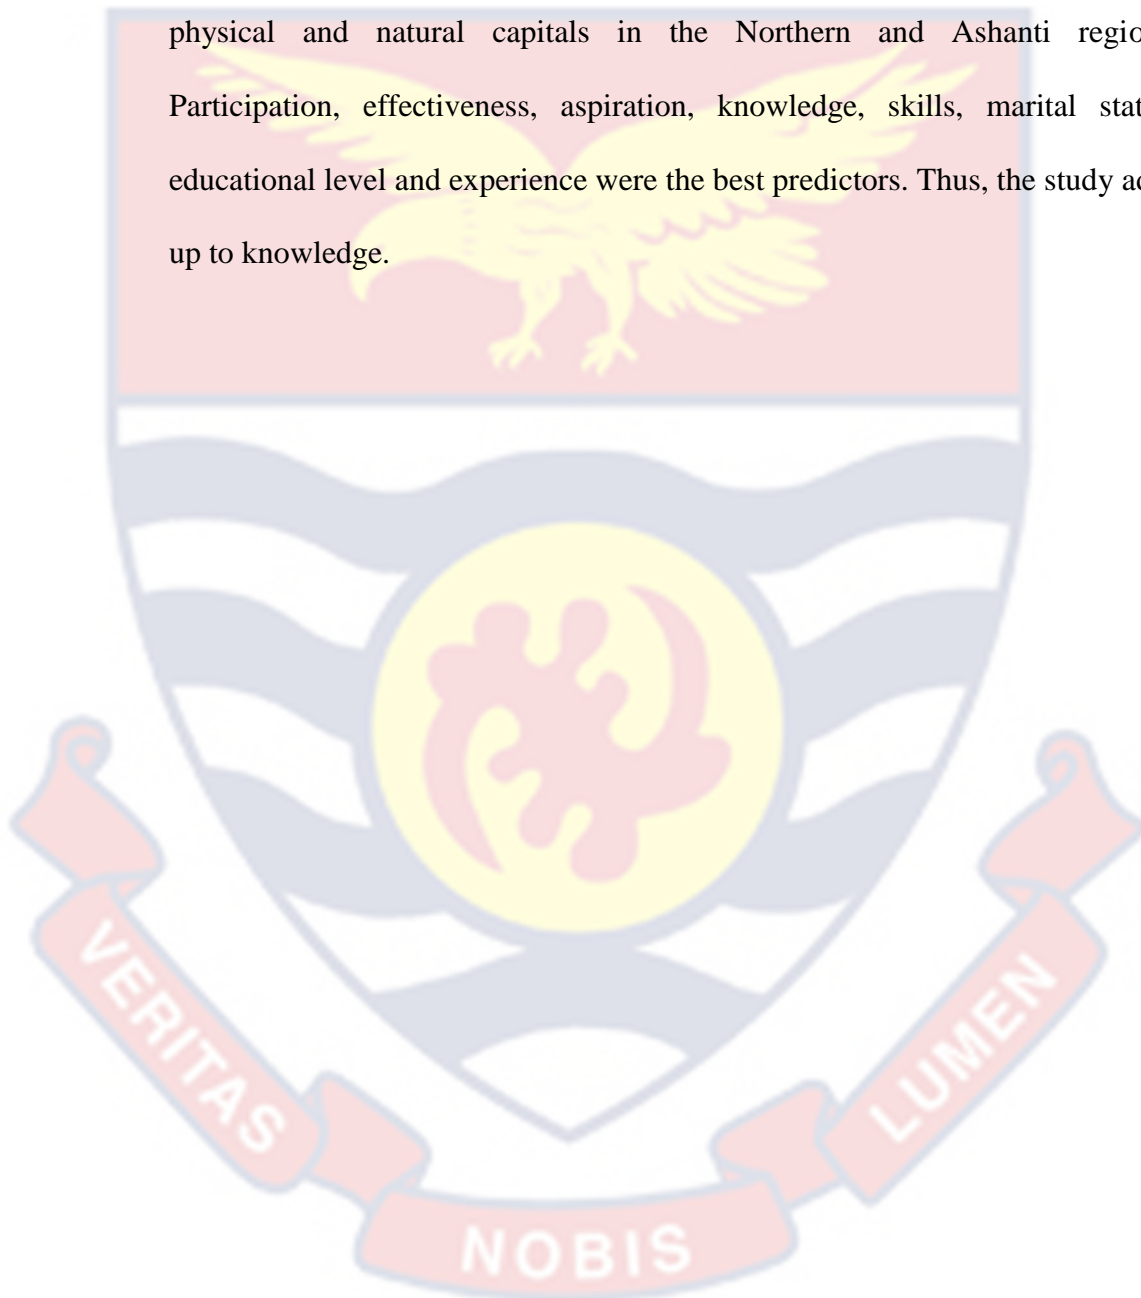 physical and natural capitals in the Northern and Ashanti regio
Participation, effectiveness, aspiration, knowledge, skills, marital stat
educational level and experience were the best predictors. Thus, the study a
up to knowledge.
VERITAS
NOBIS
LUMEN